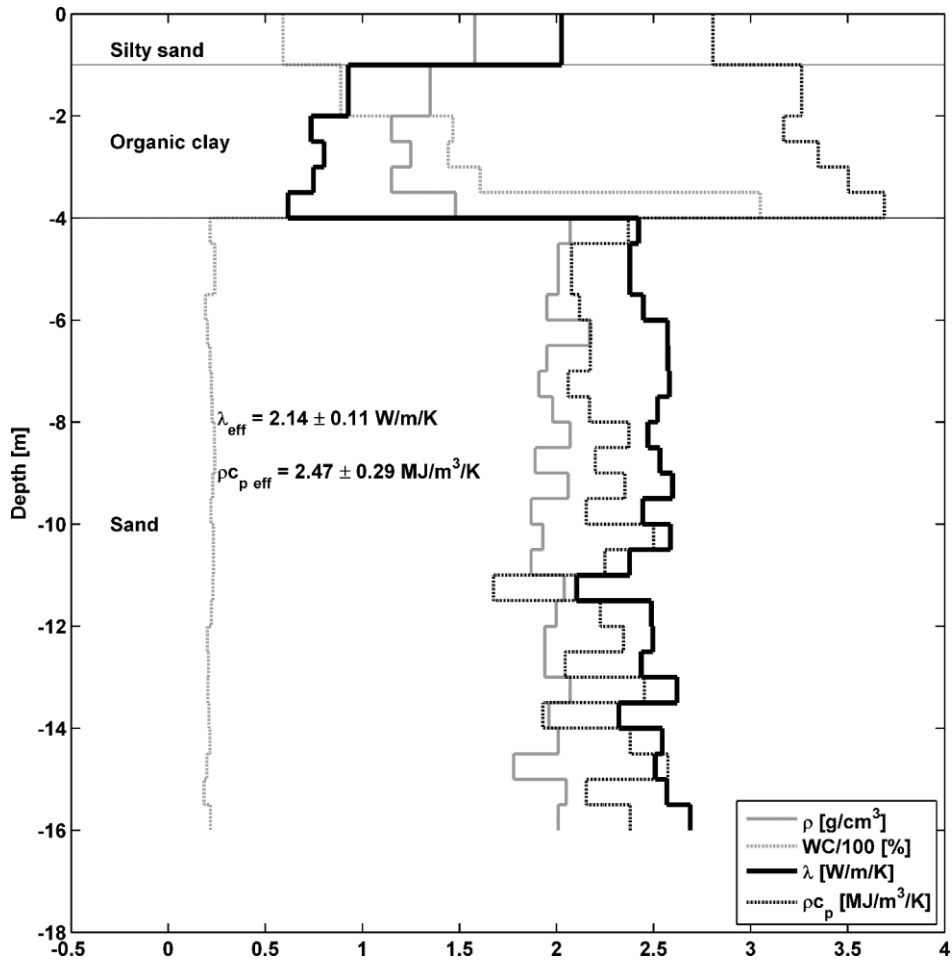 0
Silty sand
-2
Organic clay
-4
-6
-8
λeff = 2.14 ± 0.11 W/m/K
ρcp eff = 2.47 ± 0.29 MJ/m³/K
Depth [m]
-10
Sand
-12
-14
-16
ρ [g/cm³]
WC/100 [%]
λ [W/m/K]
ρcp [MJ/m³/K]
-18
-0.5 0 0.5 1 1.5 2 2.5 3 3.5 4